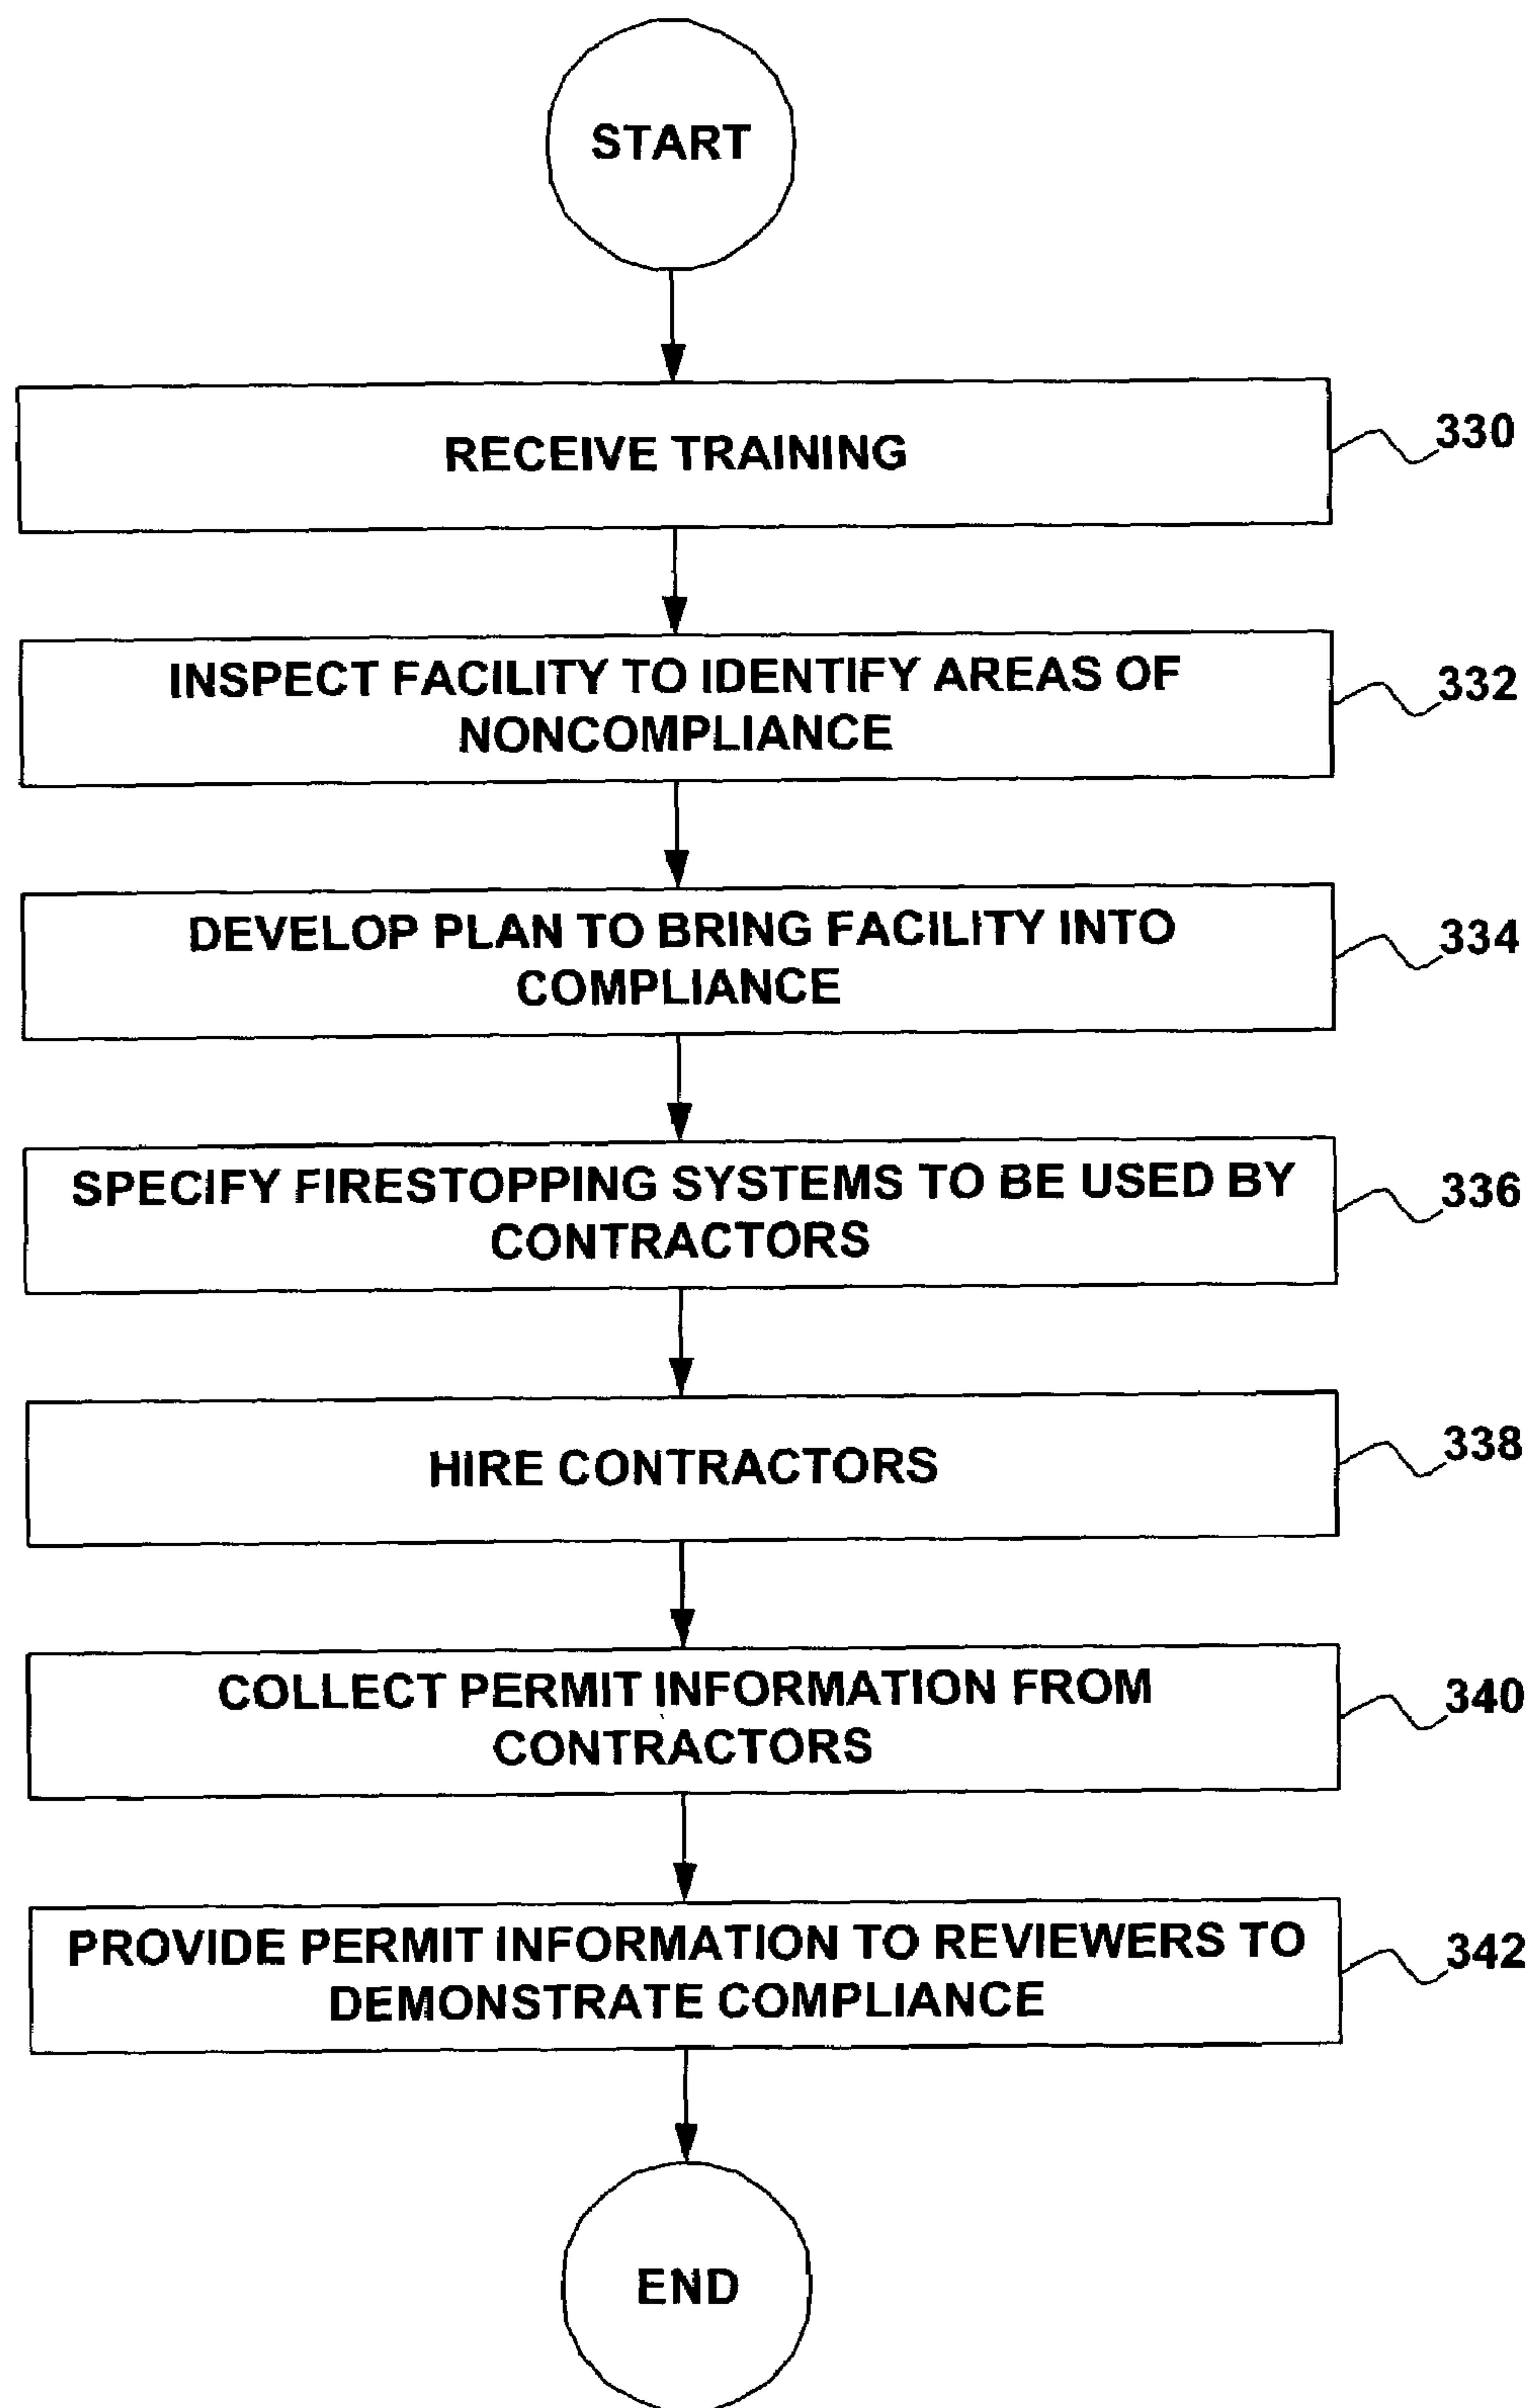 START
RECEIVE TRAINING
330
INSPECT FACILITY TO IDENTIFY AREAS OF
NONCOMPLIANCE
332
DEVELOP PLAN TO BRING FACILITY INTO
COMPLIANCE
334
SPECIFY FIRESTOPPING SYSTEMS TO BE USED BY
CONTRACTORS
336
HIRE CONTRACTORS
338
COLLECT PERMIT INFORMATION FROM
CONTRACTORS
340
PROVIDE PERMIT INFORMATION TO REVIEWERS TO
DEMONSTRATE COMPLIANCE
342
END